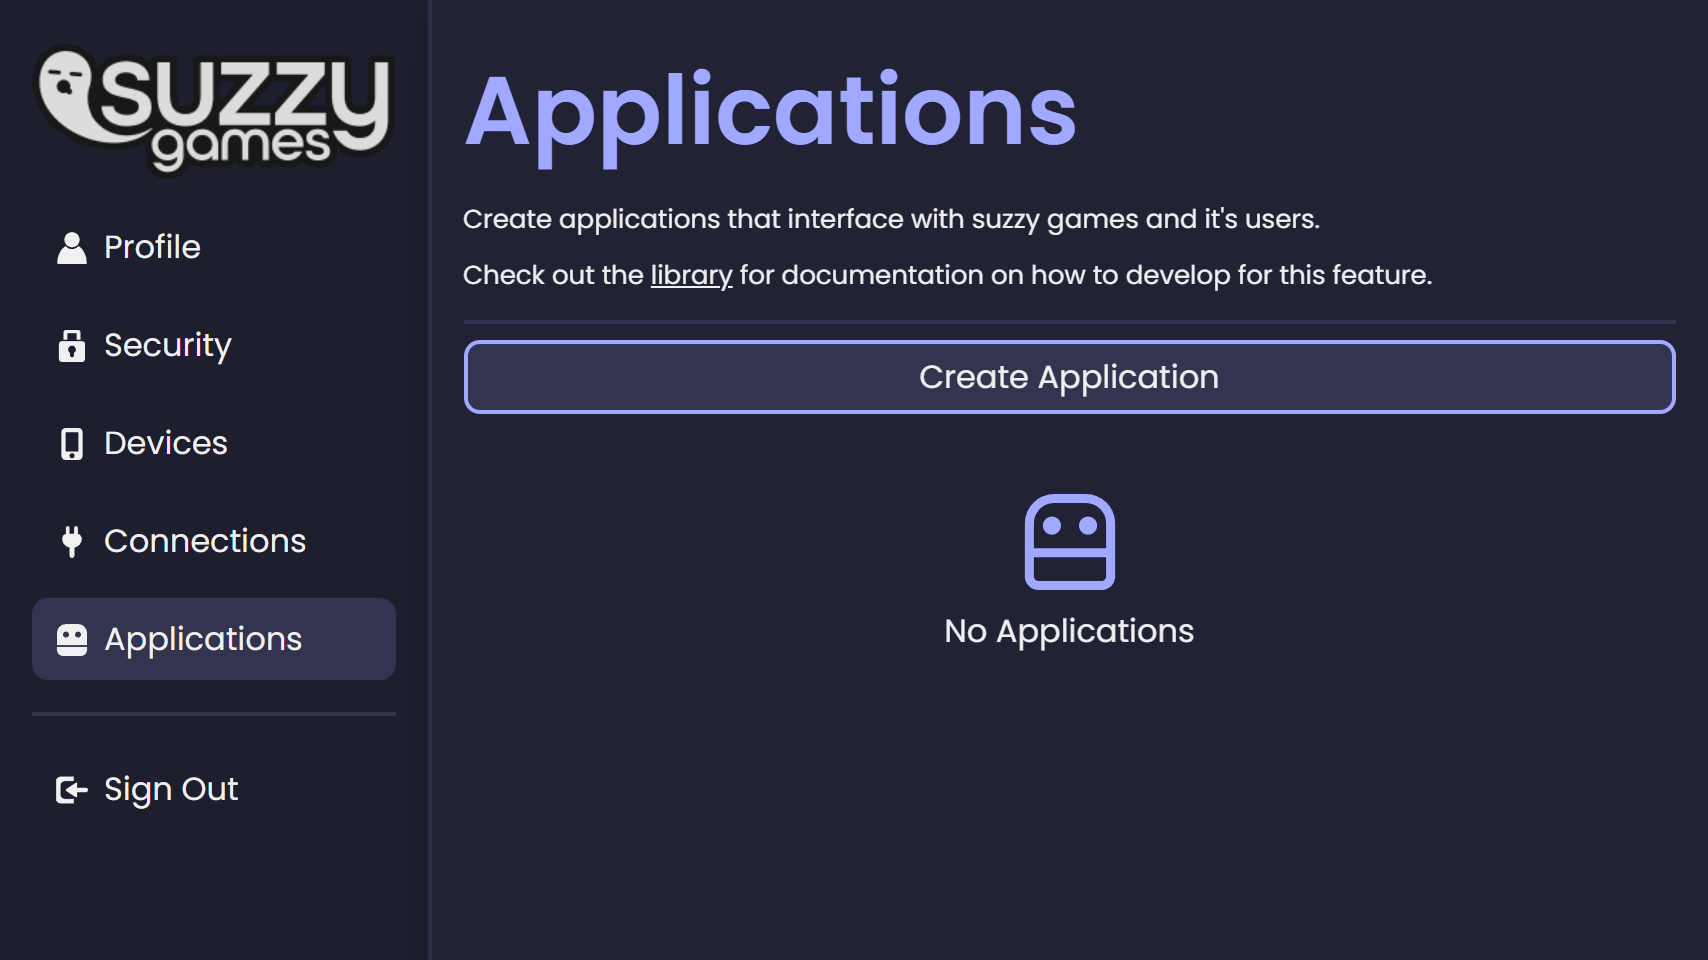 suzzy
games
Profile
Security
Devices
Connections
Applications
Sign Out
Applications
Create applications that interface with suzzy games and it's users.
Check out the library for documentation on how to develop for this feature.
Create Application
No Applications